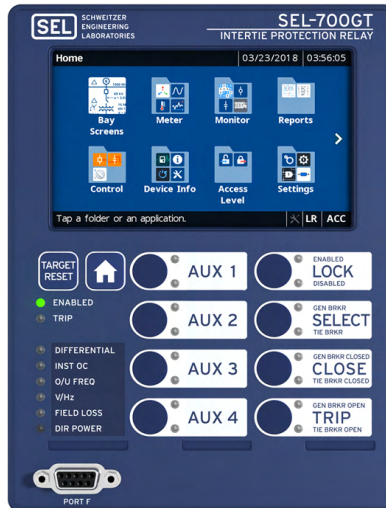 SEL SCHWEITZER
ENGINEERING
LABORATORIES
SEL-700GT
INTERTIE PROTECTION RELAY
Home 03/23/2018 03:56:05
Bay
Screens
Meter
Monitor
Reports
Control
Device Info
Access
Level
Settings
Tap a folder or an application. LR ACC
TARGET
RESET
ENABLED
TRIP
DIFFERENTIAL
INST OC
O/U FREQ
V/Hz
FIELD LOSS
DIR POWER
AUX 1
AUX 2
AUX 3
AUX 4
ENABLED
LOCK
DISABLED
GEN BRKR
SELECT
TIE BRKR
GEN BRKR CLOSED
CLOSE
TIE BRKR CLOSED
GEN BRKR OPEN
TRIP
TIE BRKR OPEN
PORT F